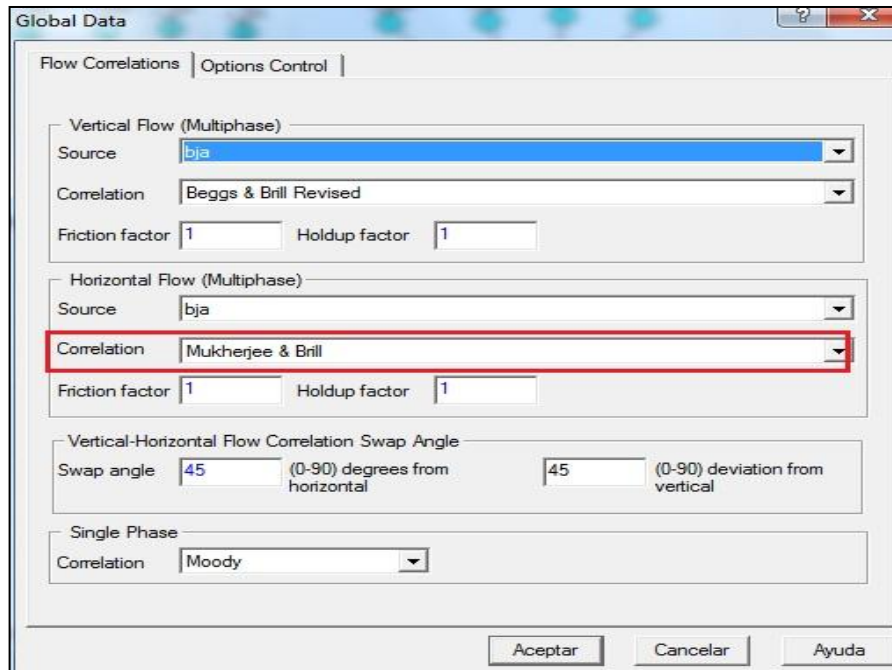 Global Data
Flow Correlations
Options Control
Vertical Flow (Multiphase)
Source bja
Correlation Beggs & Brill Revised
Friction factor 1 Holdup factor 1
Horizontal Flow (Multiphase)
Source bja
Correlation Mukherjee & Brill
Friction factor 1 Holdup factor 1
Vertical-Horizontal Flow Correlation Swap Angle
Swap angle 45 (0-90) degrees from horizontal 45 (0-90) deviation from vertical
Single Phase
Correlation Moody
Aceptar Cancelar Ayuda